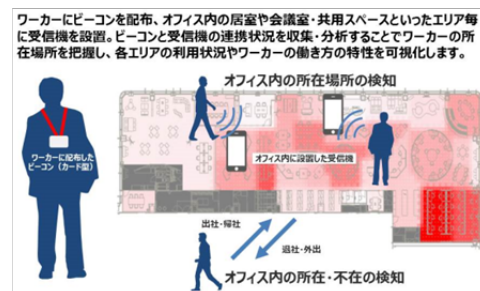 ワーカーにビーコンを配布、オフィス内の居室や会議室・共用スペースといったエリア毎
に受信機を設置。ビーコンと受信機の連携状況を収集・分析することでワーカーの所
在場所を把握し、各エリアの利用状況やワーカーの働き方の特性を可視化します。
オフィス内の所在場所の検知
ワーカーに配布した
ビーコン（カード型）
オフィス内に設置した受信機
出社・帰社
退社・外出
オフィス内の所在・不在の検知